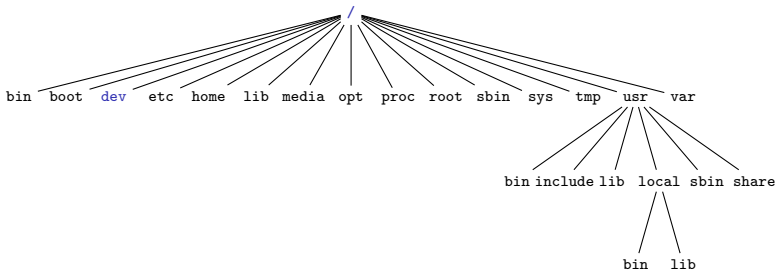 /
bin boot dev etc home lib media opt proc root sbin sys tmp usr var
bin include lib local sbin share
bin lib